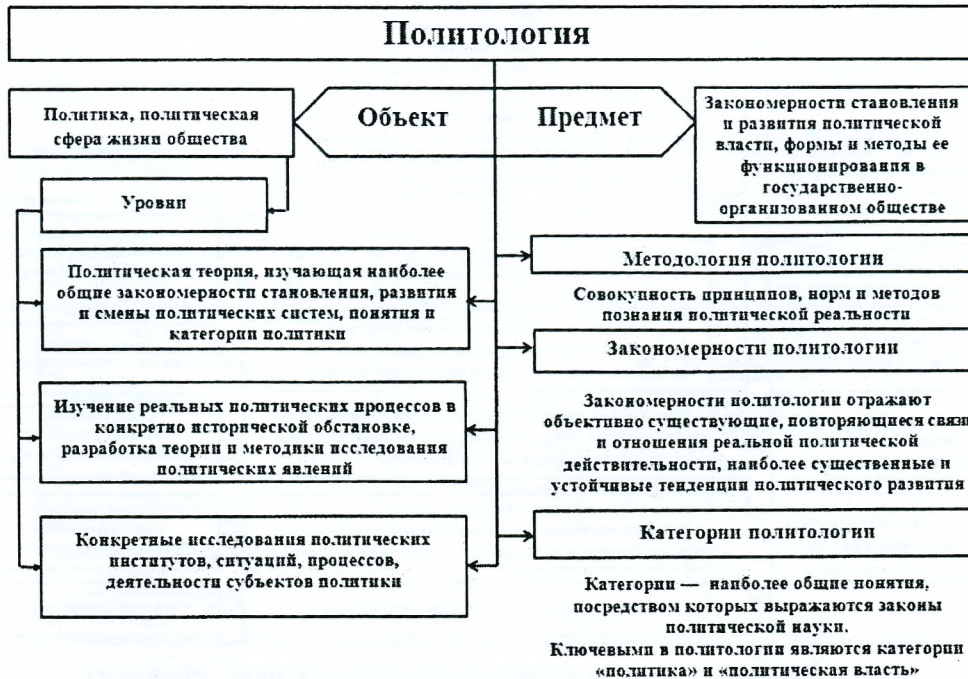 Политология
Политика, политическая
сфера жизни общества
Объект
Предмет
Закономерности становления
и развития политической
власти, формы и методы ее
функционирования в
государственно-
организованном обществе
Уровни
Политическая теория, изучающая наиболее
общие закономерности становления, развития
и смены политических систем, понятия и
категории политики
Изучение реальных политических процессов в
конкретно исторической обстановке,
разработка теории и методики исследования
политических явлений
Конкретные исследования политических
институтов, ситуаций, процессов,
деятельности субъектов политики
Методология политологии
Совокупность принципов, норм и методов
познания политической реальности
Закономерности политологии
Закономерности политологии отражают
объективно существующие, повторяющиеся связи
и отношения реальной политической
действительности, наиболее существенные и
устойчивые тенденции политического развития
Категории политологии
Категории — наиболее общие понятия,
посредством которых выражаются законы
политической науки.
Ключевыми в политологии являются категории
«политика» и «политическая власть»